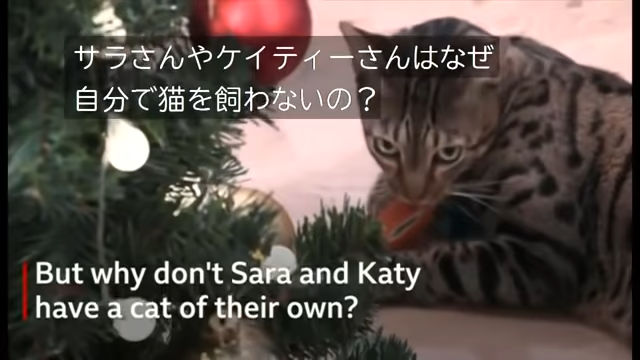 サラさんやケイティーさんはなぜ
自分で猫を飼わないの？
But why don't Sara and Katy
have a cat of their own?